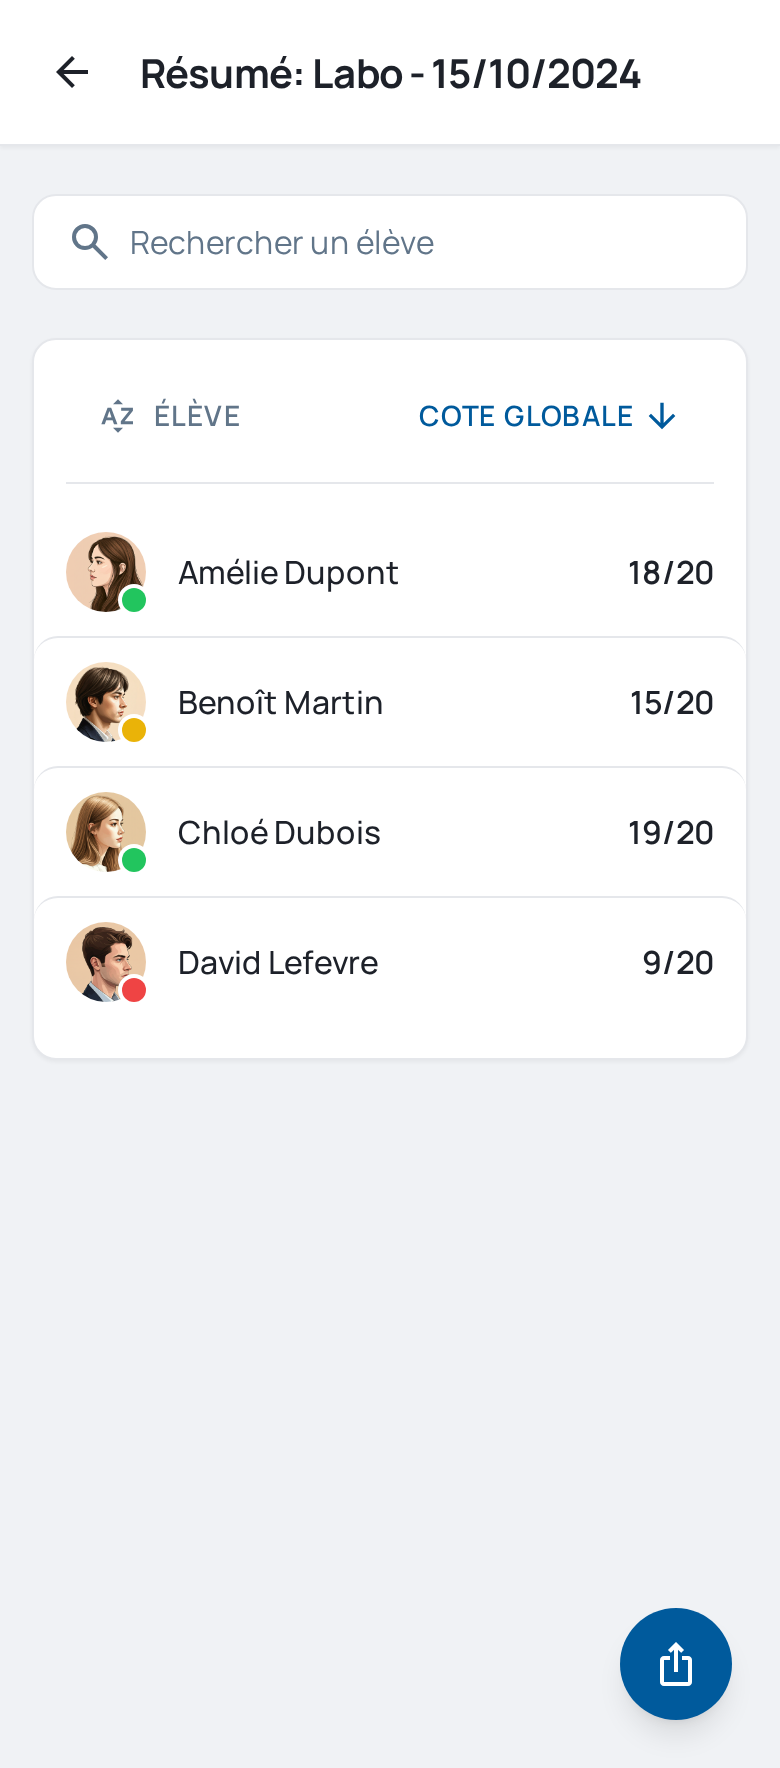 Résumé: Labo - 15/10/2024
Rechercher un élève
AZ ÉLÈVE COTE GLOBALE
Amélie Dupont 18/20
Benoît Martin 15/20
Chloé Dubois 19/20
David Lefevre 9/20